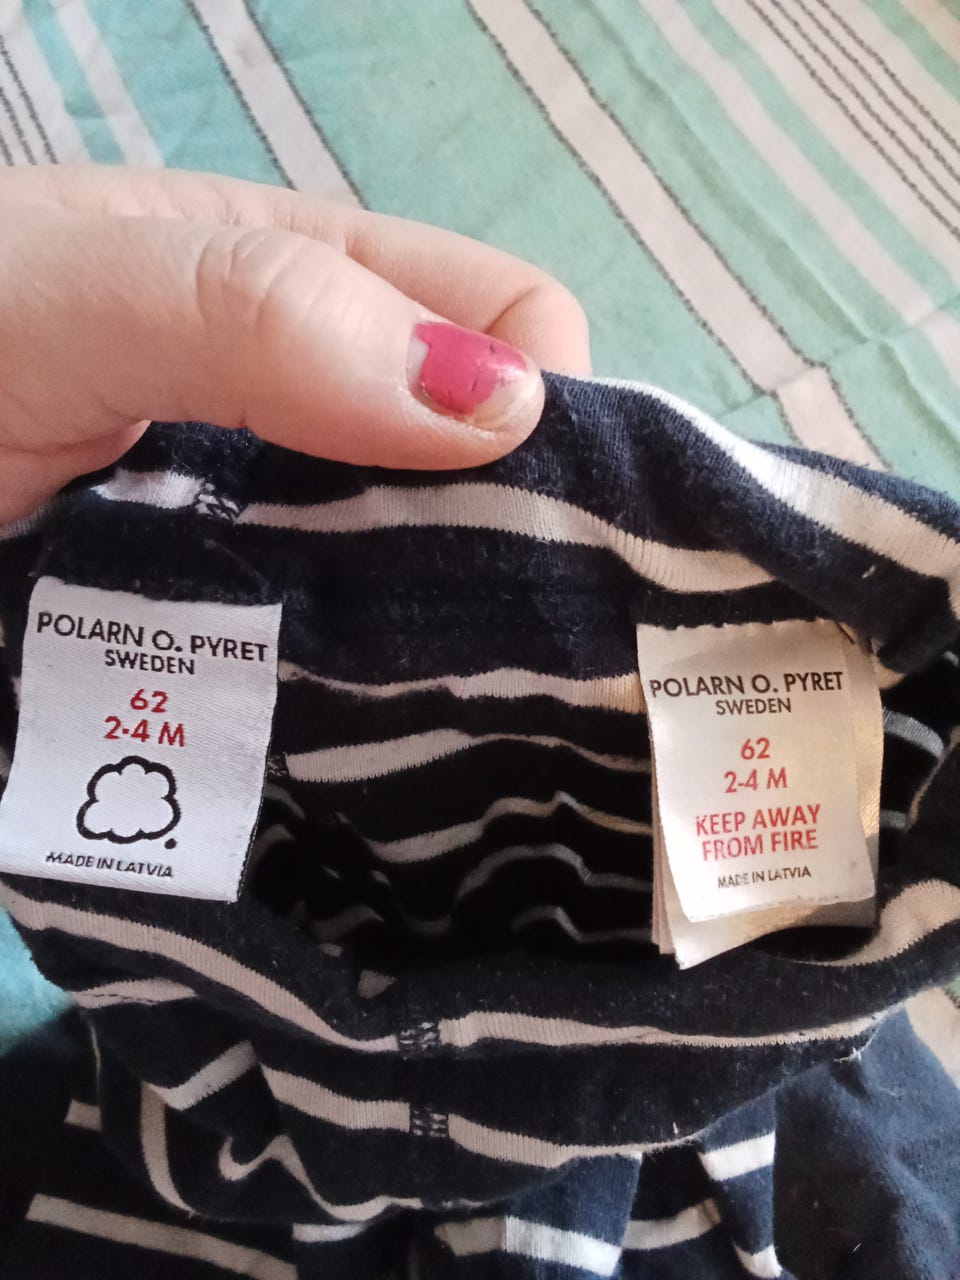 POLARN O. PYRET
SWEDEN
62
2-4 M
MADE IN LATVIA
POLARN O. PYRET
SWEDEN
62
2-4 M
KEEP AWAY
FROM FIRE
MADE IN LATVIA